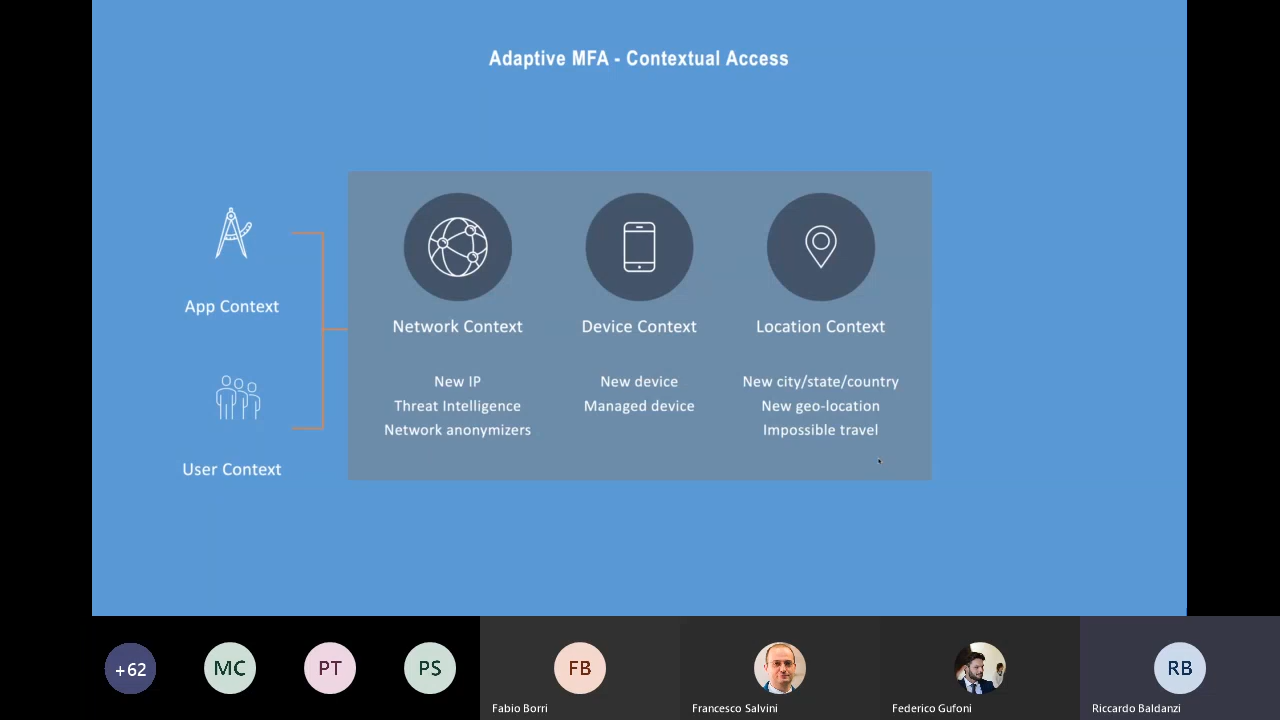 Adaptive MFA - Contextual Access
App Context
User Context
Network Context
New IP
Threat Intelligence
Network anonymizers
Device Context
New device
Managed device
Location Context
New city/state/country
New geo-location
Impossible travel
+62
MC
PT
PS
FB
Fabio Borri
Francesco Salvini
Federico Gufoni
RB
Riccardo Baldanzi